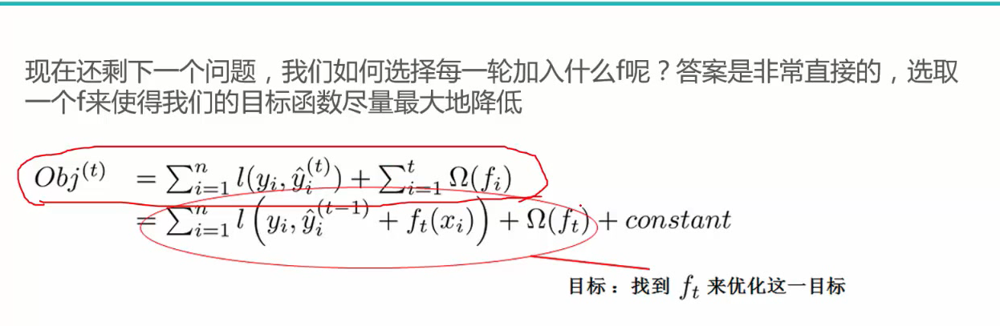 现在还剩下一个问题，我们如何选择每一轮加入什么f呢？答案是非常直接的，选取
一个f来使得我们的目标函数尽量最大地降低
Obj^{(t)} = \sum_{i=1}^{n} l(y_i, \hat{y}_i^{(t)}) + \sum_{i=1}^{t} \Omega(f_i)
= \sum_{i=1}^{n} l\left(y_i, \hat{y}_i^{(t-1)} + f_t(x_i)\right) + \Omega(f_t) + constant
目标：找到 f_t 来优化这一目标